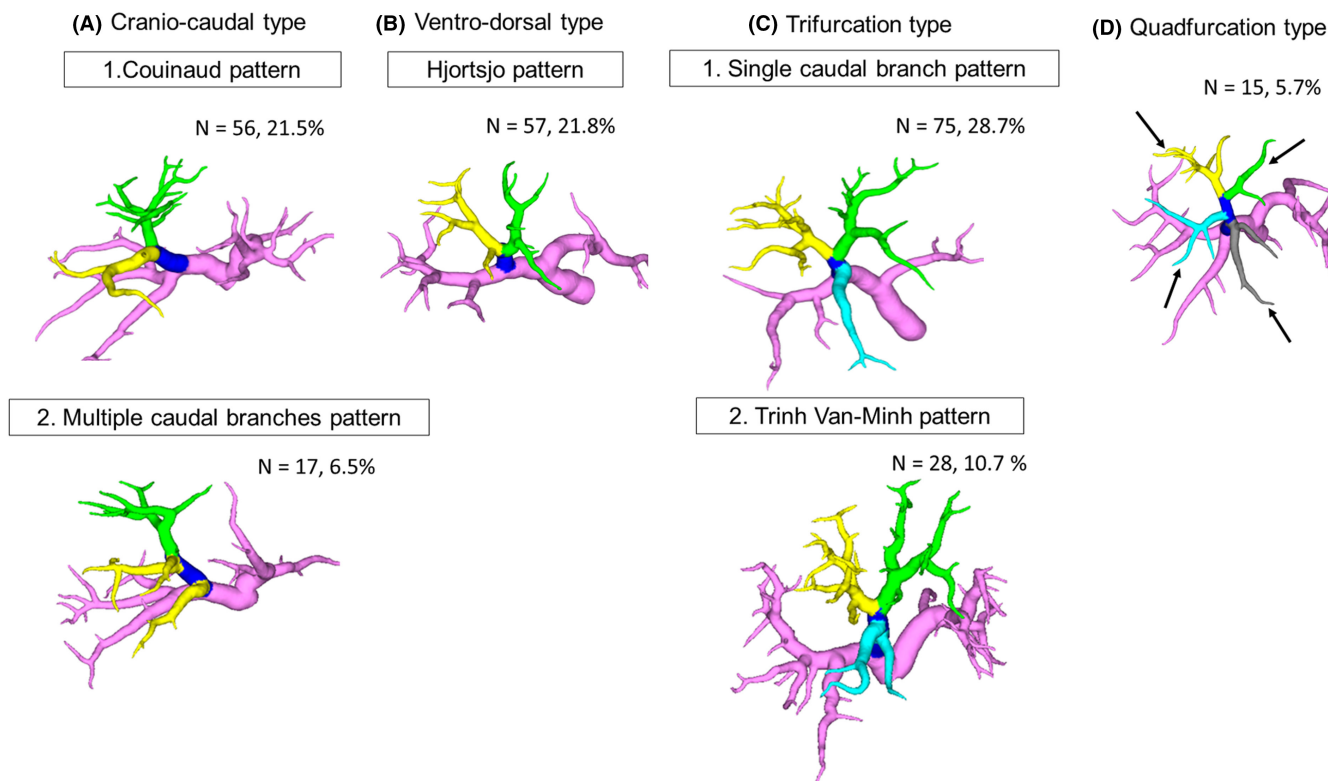 (A) Cranio-caudal type
1.Couinaud pattern
N = 56, 21.5%
2. Multiple caudal branches pattern
N = 17, 6.5%
(B) Ventro-dorsal type
Hjortsjo pattern
N = 57, 21.8%
(C) Trifurcation type
1. Single caudal branch pattern
N = 75, 28.7%
2. Trinh Van-Minh pattern
N = 28, 10.7 %
(D) Quadfurcation type
N = 15, 5.7%